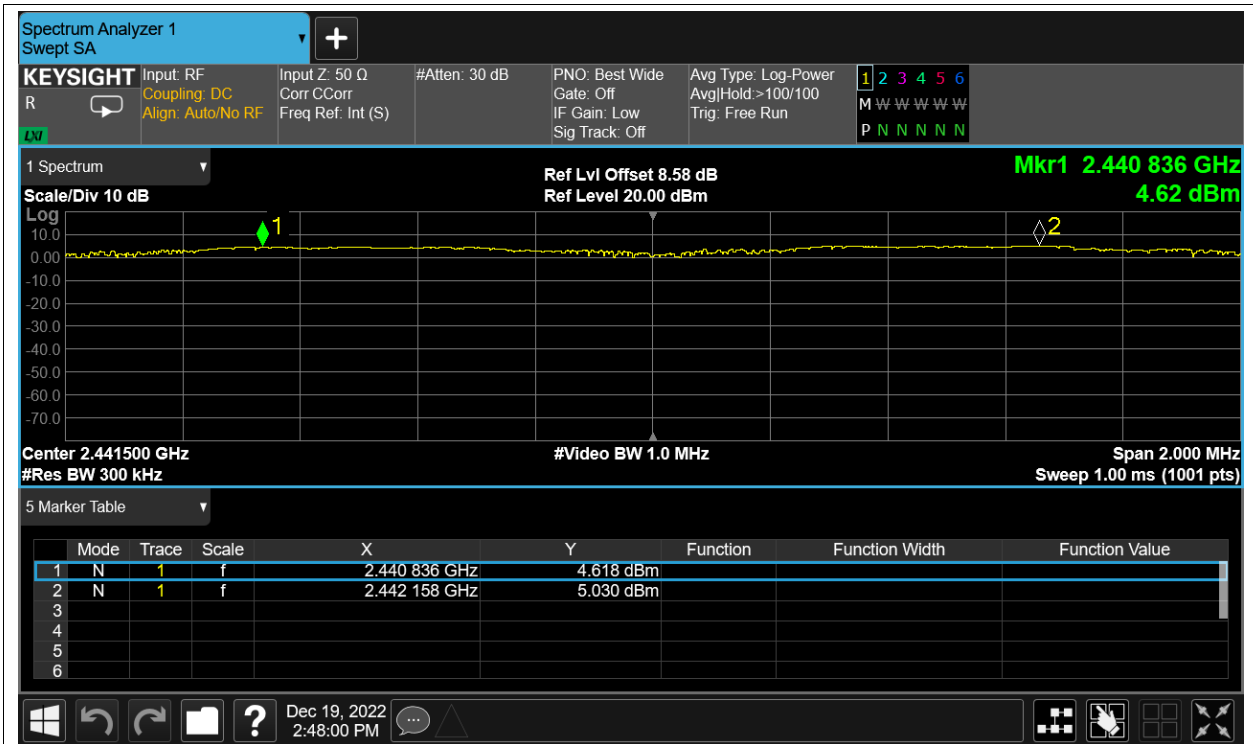 Spectrum Analyzer 1
Swept SA
KEYSIGHT
R
LXI
Input: RF
Coupling: DC
Align: Auto/No RF
Input Z: 50 Ω
Corr CCorr
Freq Ref: Int (S)
#Atten: 30 dB
PNO: Best Wide
Gate: Off
IF Gain: Low
Sig Track: Off
Avg Type: Log-Power
Avg|Hold:>100/100
Trig: Free Run
1 2 3 4 5 6
M W W W W W
P N N N N N
1 Spectrum
Scale/Div 10 dB
Ref Lvl Offset 8.58 dB
Ref Level 20.00 dBm
Mkr1 2.440 836 GHz
4.62 dBm
Log
10.0
0.00
-10.0
-20.0
-30.0
-40.0
-50.0
-60.0
-70.0
1
2
Center 2.441500 GHz
#Video BW 1.0 MHz
Span 2.000 MHz
#Res BW 300 kHz
Sweep 1.00 ms (1001 pts)
5 Marker Table
Mode Trace Scale X Y Function Function Width Function Value
1 N 1 f 2.440 836 GHz 4.618 dBm
2 N 1 f 2.442 158 GHz 5.030 dBm
3
4
5
6
?
Dec 19, 2022
2:48:00 PM